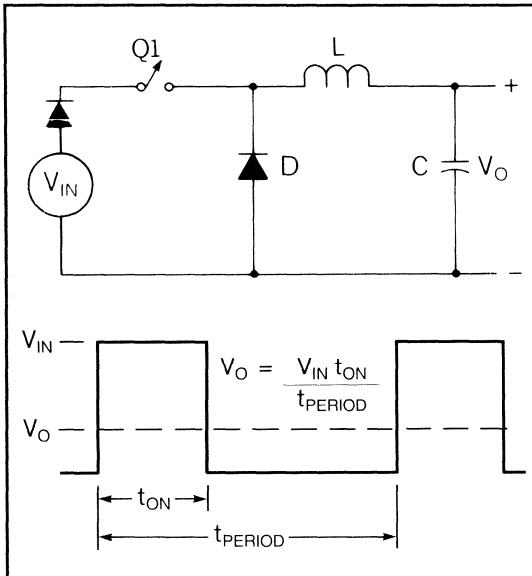 Q1
L
+
V_IN
D
C
V_O
−
V_IN
V_O = V_IN t_ON / t_PERIOD
V_O
t_ON
t_PERIOD